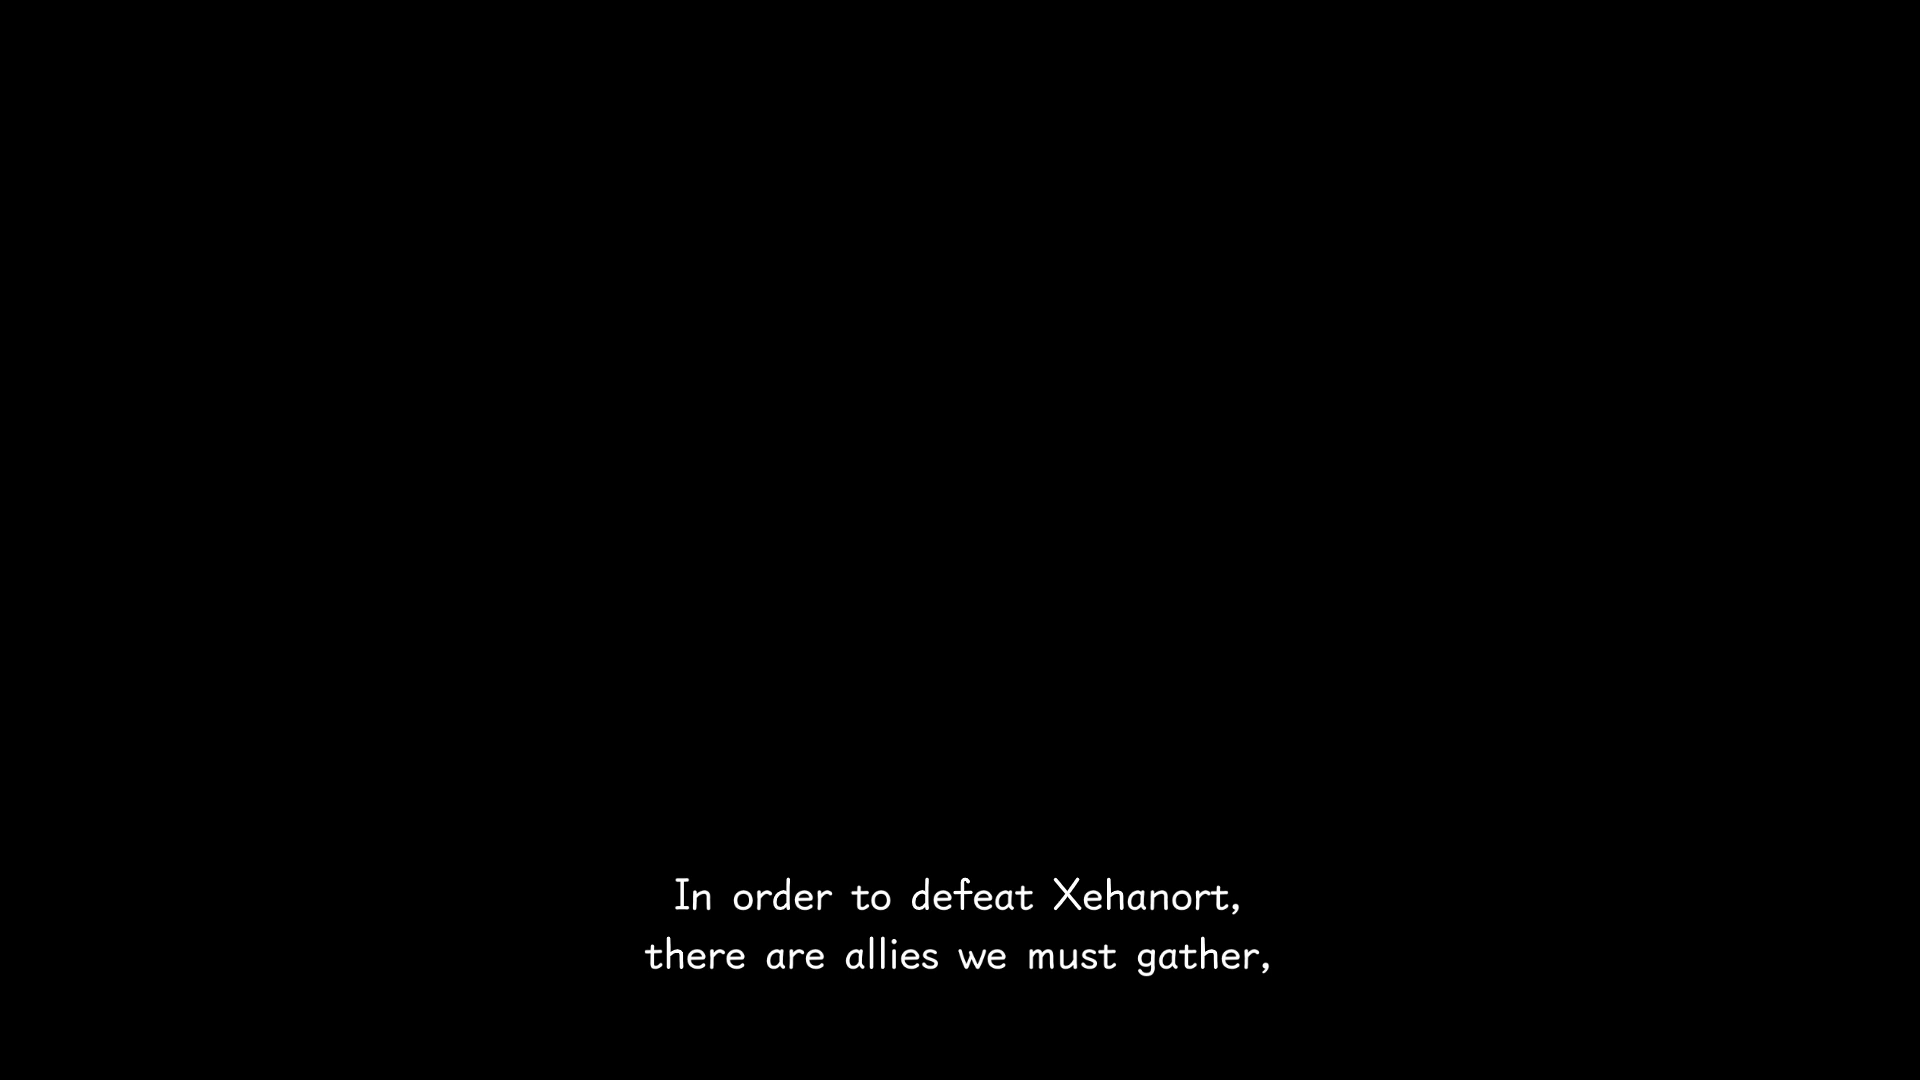 In order to defeat Xehanort,
there are allies we must gather,